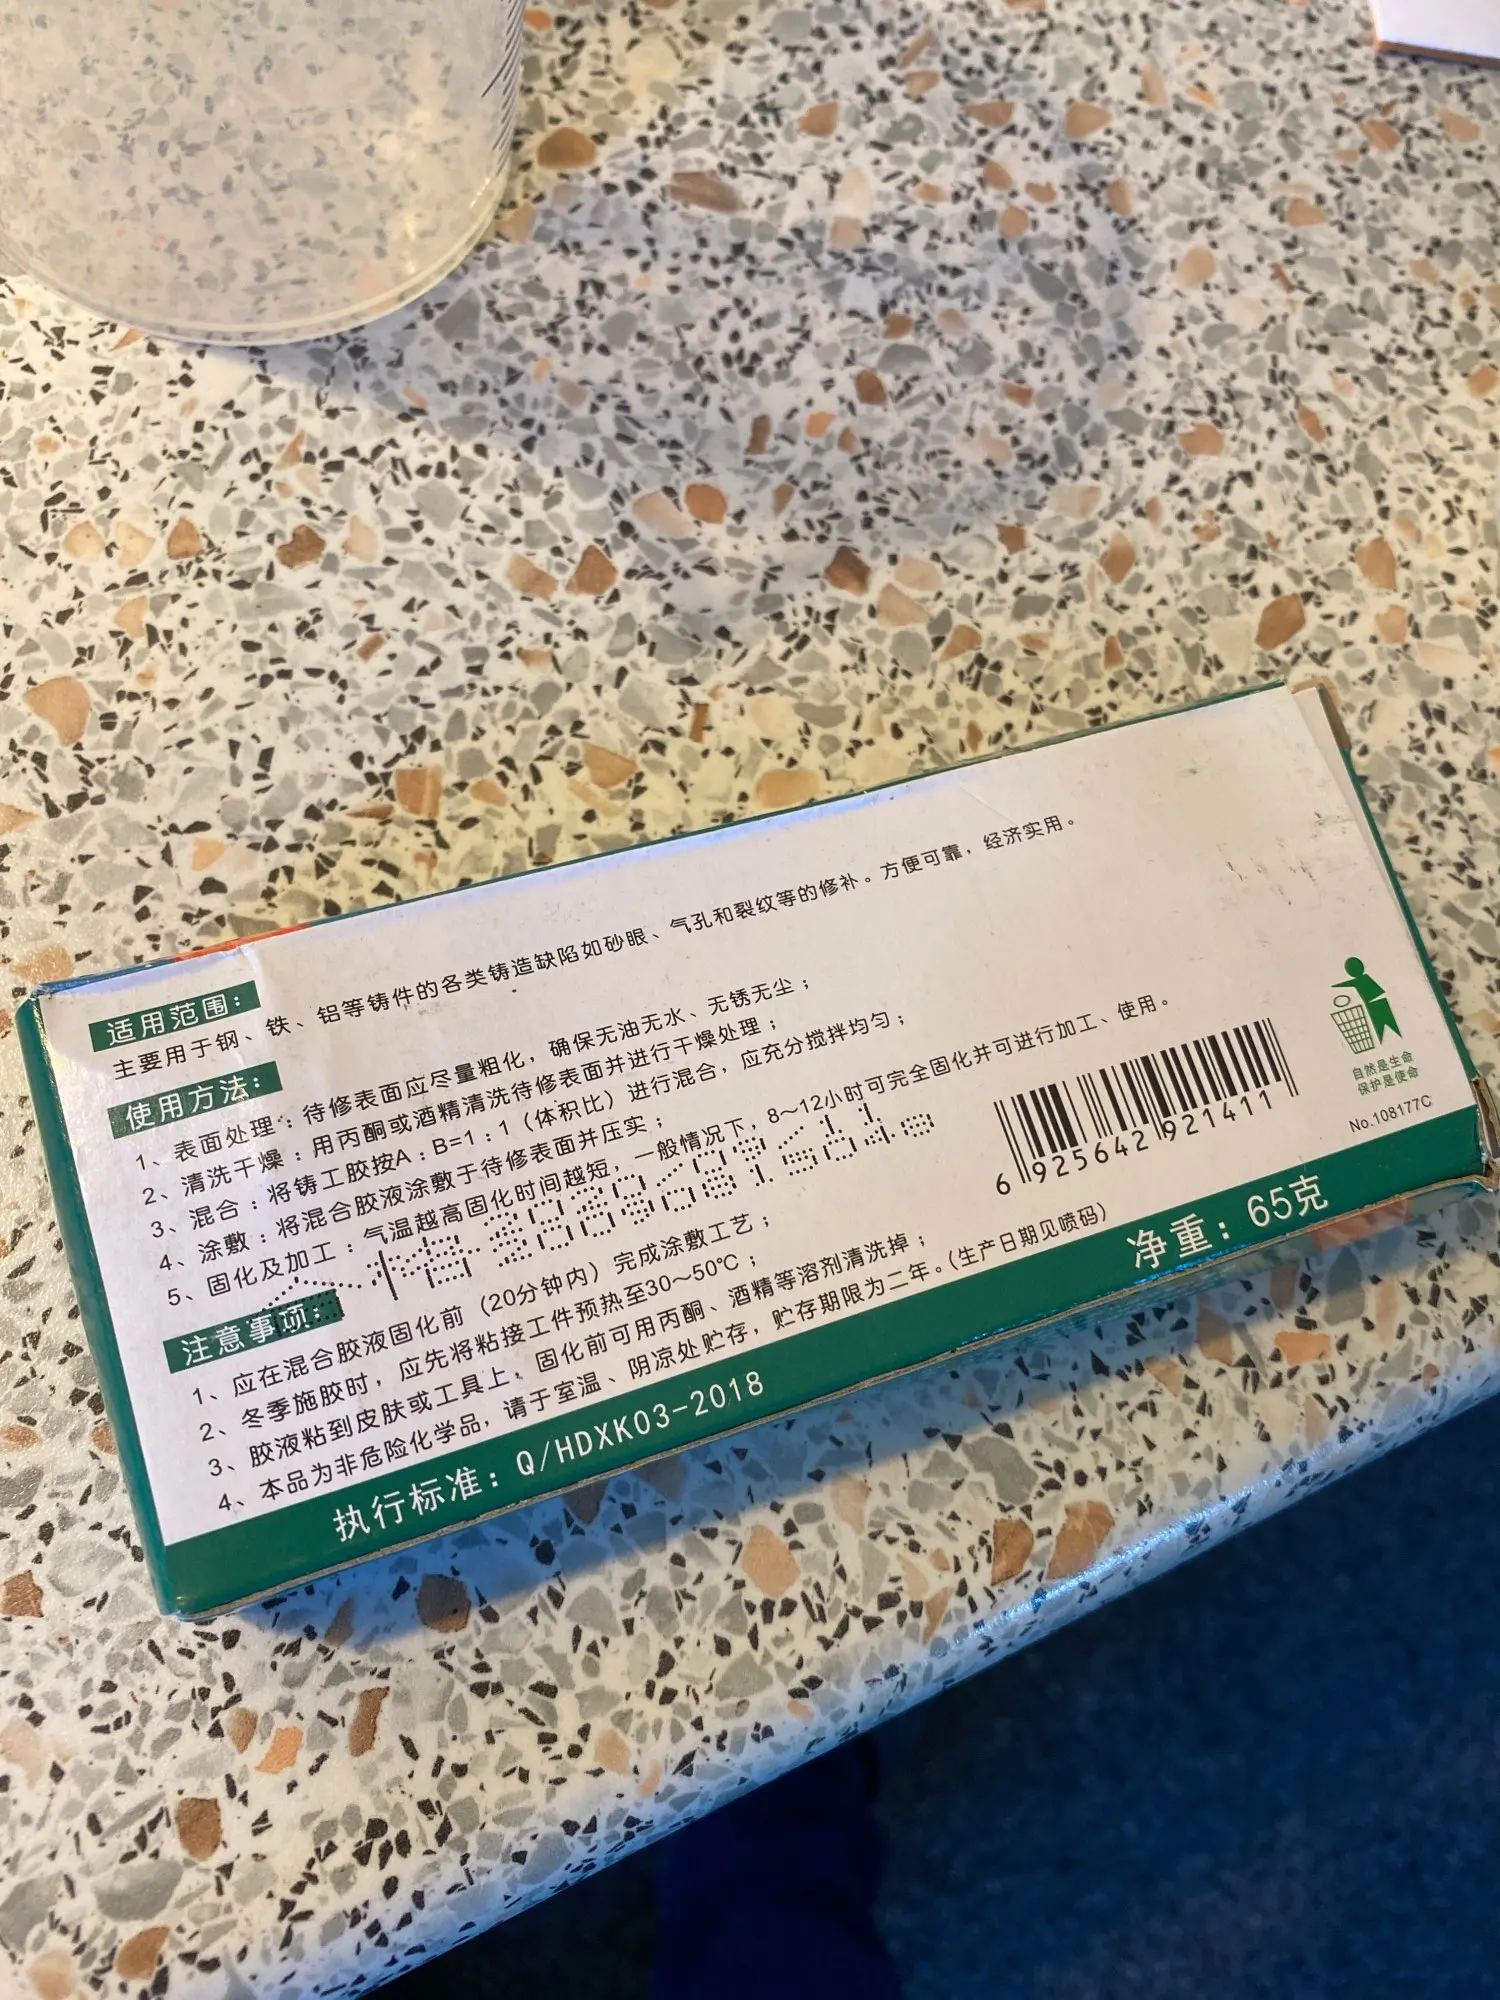 适用范围:
主要用于钢、铁、铝等铸件的各类铸造缺陷如砂眼、气孔和裂纹等的修补。方便可靠，经济实用。
使用方法:
1、表面处理:待修表面应尽量粗化，确保无油无水、无锈无尘；
2、清洗干燥:用丙酮或酒精清洗待修表面并进行干燥处理；
3、混合:将铸工胶按A:B=1:1（体积比）进行混合，应充分搅拌均匀；
4、涂敷:将混合胶液涂敷于待修表面并压实；
5、固化及加工:气温越高固化时间越短，一般情况下，8～12小时可完全固化并可进行加工、使用。
注意事项:
1、应在混合胶液固化前（20分钟内）完成涂敷工艺；
2、冬季施胶时，应先将粘接工件预热至30～50℃；
3、胶液粘到皮肤或工具上，固化前可用丙酮、酒精等溶剂清洗掉；
4、本品为非危险化学品，请于室温、阴凉处贮存，贮存期限为二年。（生产日期见喷码）
6 925642 921411
自然是生命
保护是使命
No.108177C
执行标准: Q/HDXK03-2018
净重: 65克